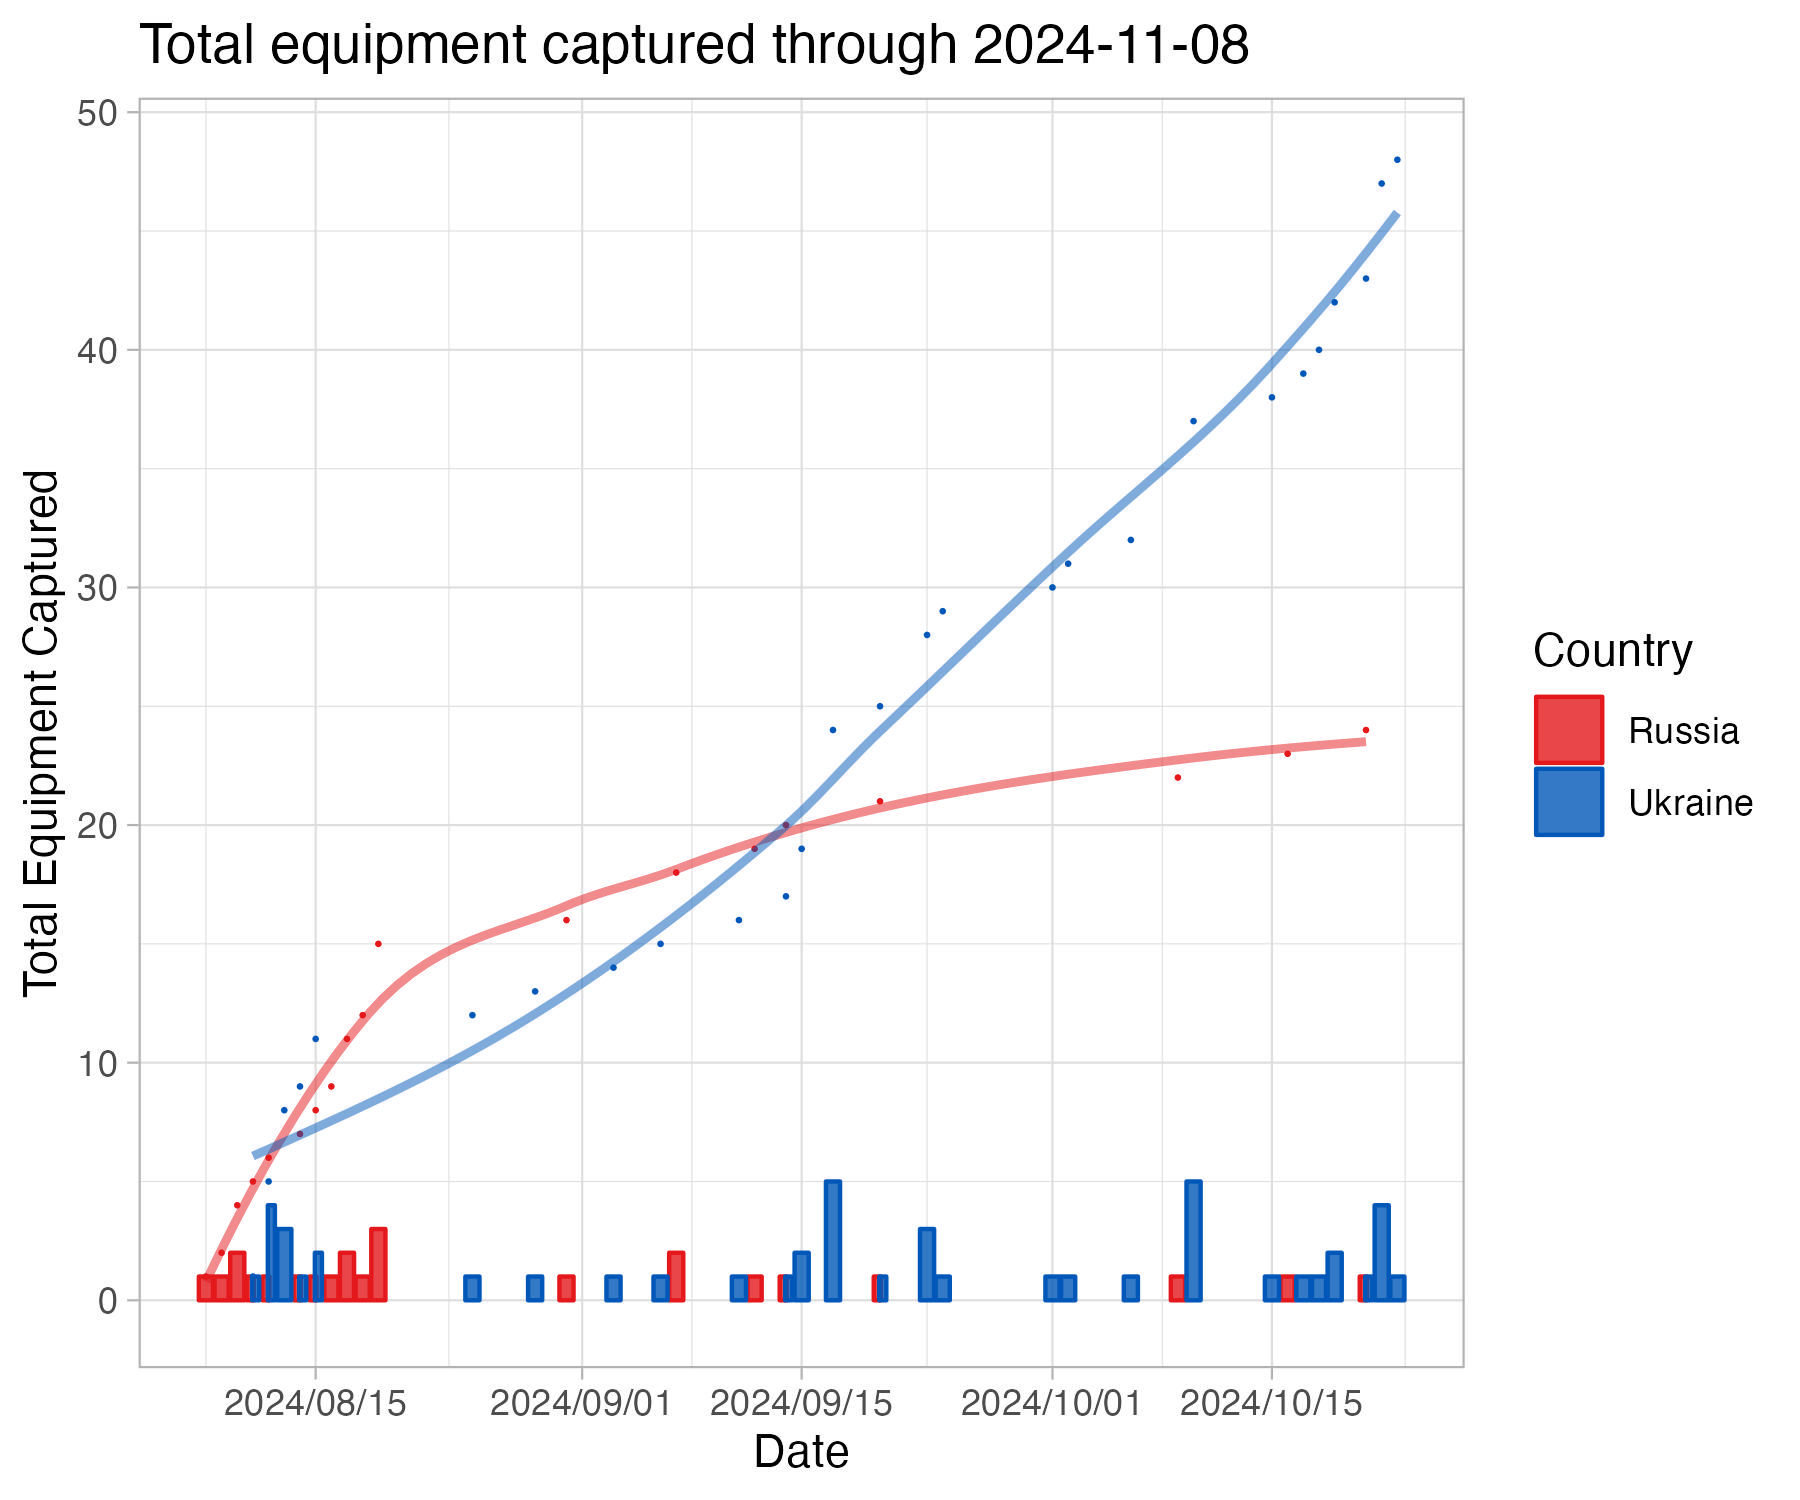 Total equipment captured through 2024-11-08
Total Equipment Captured
50
40
30
20
10
0
2024/08/15
2024/09/01
2024/09/15
2024/10/01
2024/10/15
Date
Country
Russia
Ukraine